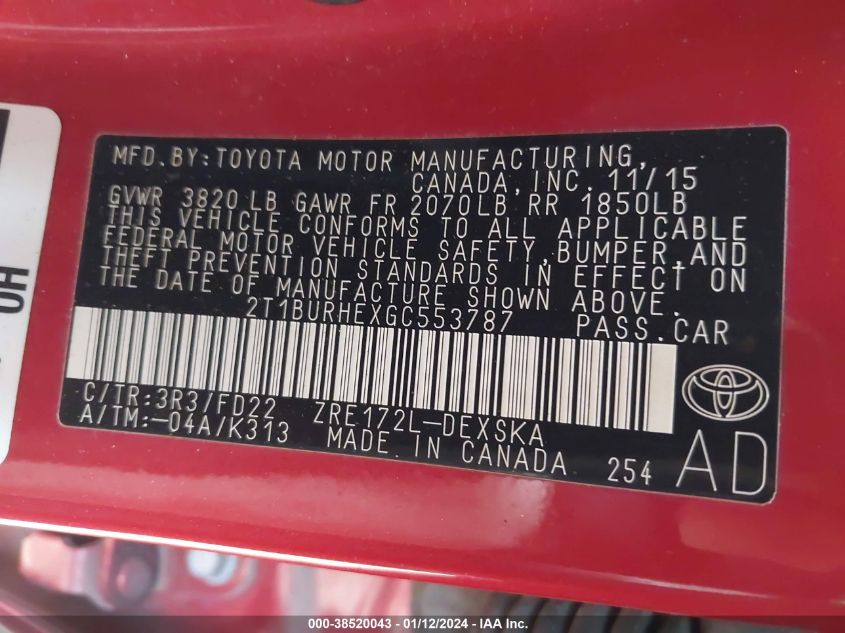 MFD.BY:TOYOTA MOTOR MANUFACTURING,
CANADA,INC. 11/15
GVWR 3820 LB GAWR FR 2070LB RR 1850LB
THIS VEHICLE CONFORMS TO ALL APPLICABLE
FEDERAL MOTOR VEHICLE SAFETY,BUMPER,AND
THEFT PREVENTION STANDARDS IN EFFECT ON
THE DATE OF MANUFACTURE SHOWN ABOVE.
2T1BURHEXGC553787 PASS.CAR
C/TR:3R3/FD22 ZRE172L-DEXSKA
A/TM:-04A/K313 MADE IN CANADA 254
AD
HO
000-38520043 - 01/12/2024 - IAA Inc.